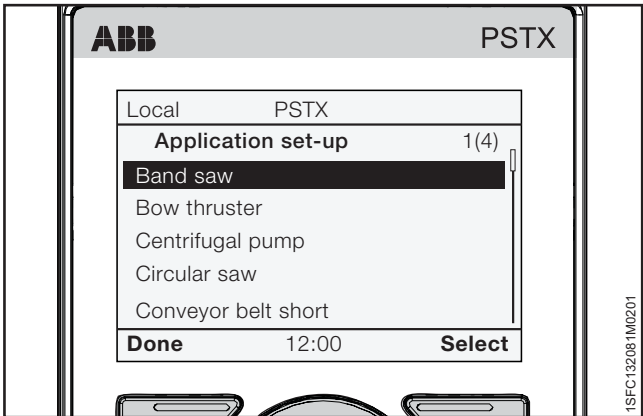 ABB PSTX
Local PSTX
Application set-up 1(4)
Band saw
Bow thruster
Centrifugal pump
Circular saw
Conveyor belt short
Done 12:00 Select
1SFC132081M0201